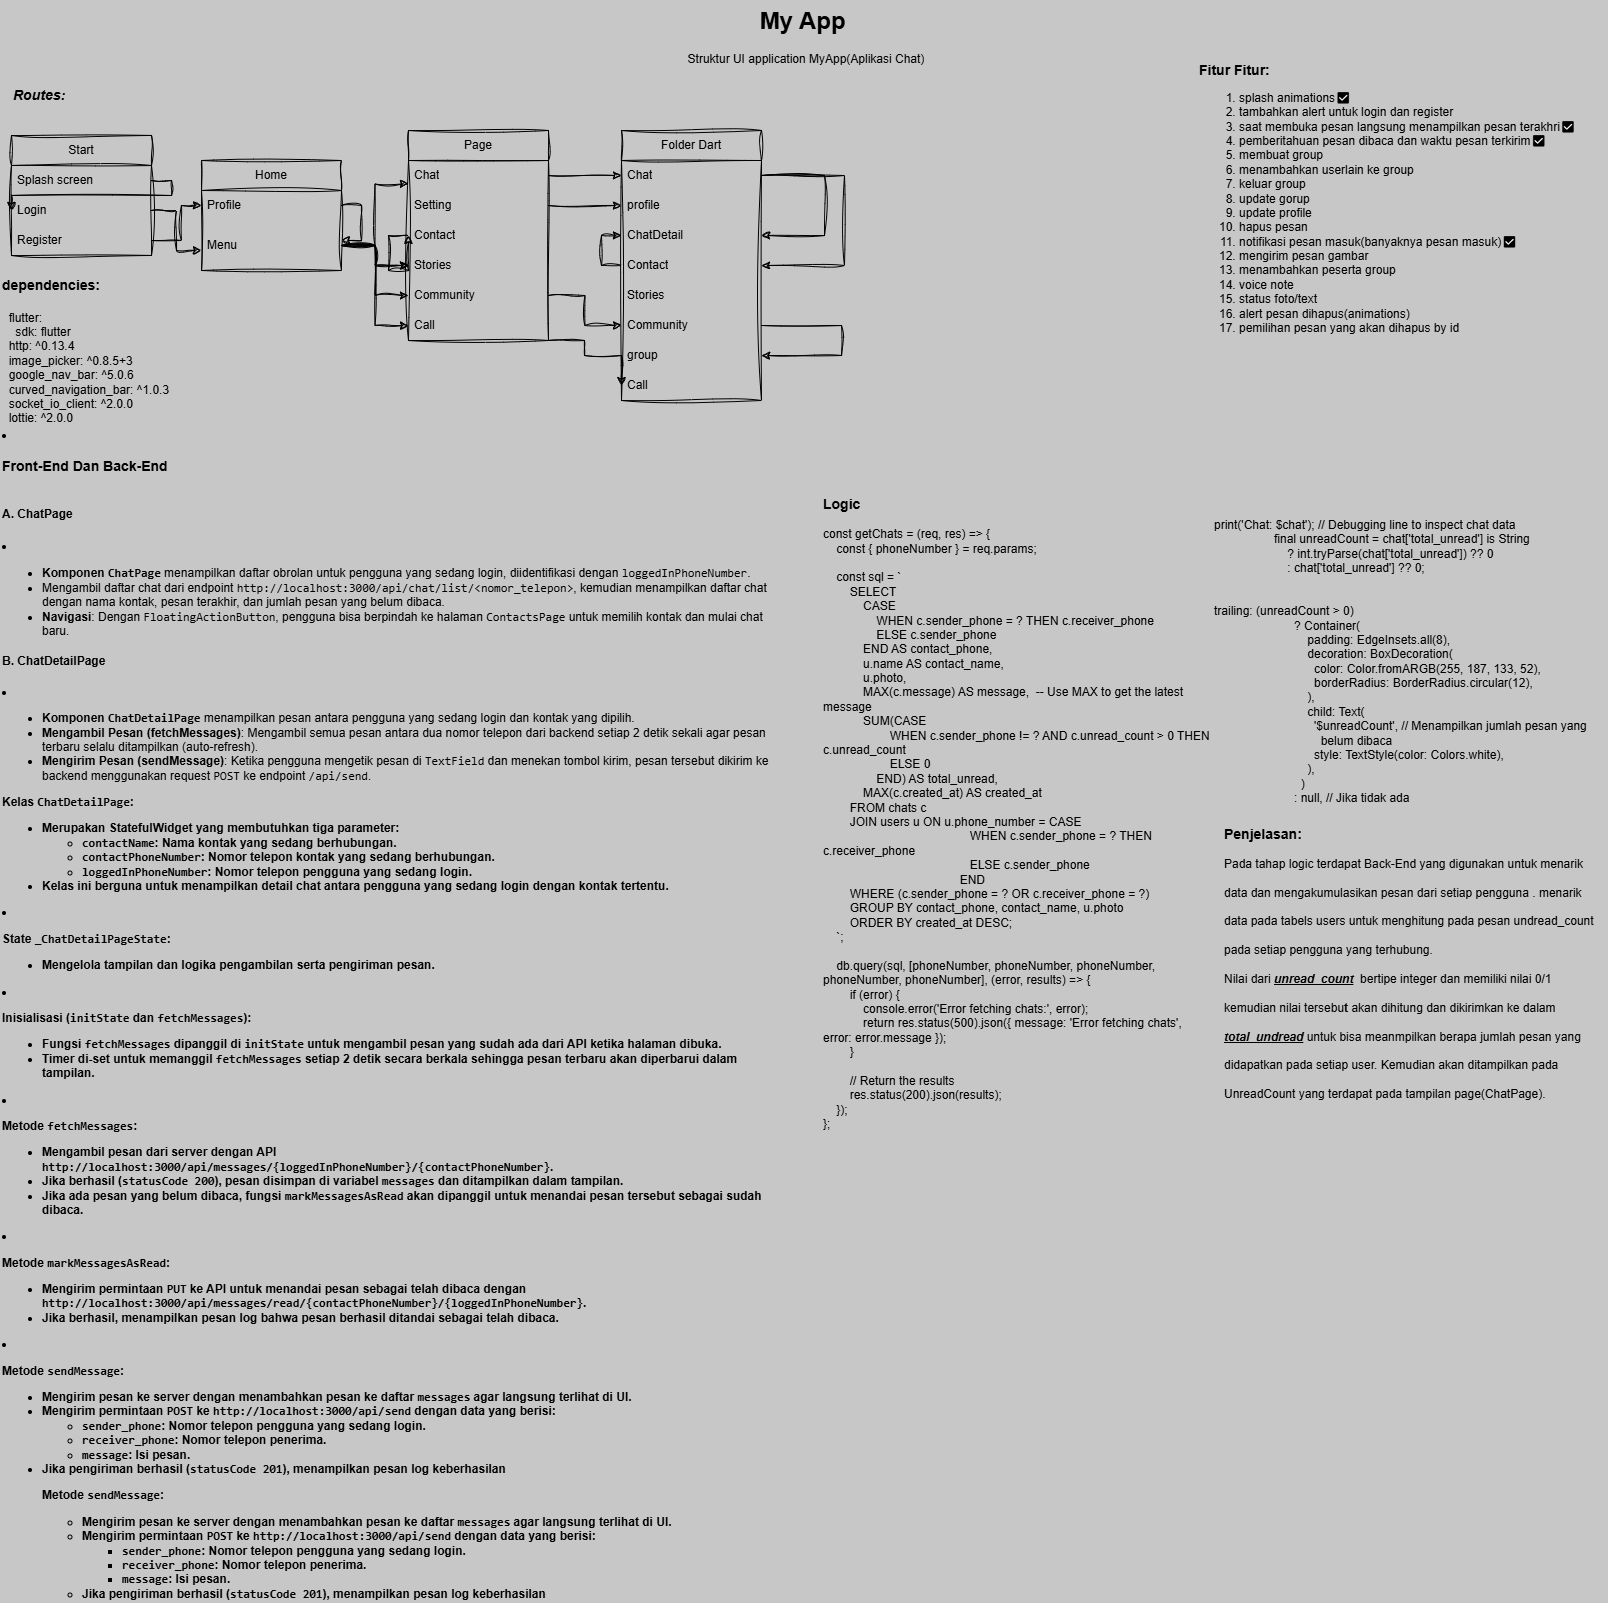 My App
Struktur UI application MyApp(Aplikasi Chat)
Routes:
Start
Splash screen
Login
Register
Home
Profile
Menu
Page
Chat
Setting
Contact
Stories
Community
Call
Folder Dart
Chat
profile
ChatDetail
Contact
Stories
Community
group
Call
Fitur Fitur:
1. splash animations ✅
2. tambahkan alert untuk login dan register
3. saat membuka pesan langsung menampilkan pesan terakhri ✅
4. pemberitahuan pesan dibaca dan waktu pesan terkirim ✅
5. membuat group
6. menambahkan userlain ke group
7. keluar group
8. update gorup
9. update profile
10. hapus pesan
11. notifikasi pesan masuk(banyaknya pesan masuk) ✅
12. mengirim pesan gambar
13. menambahkan peserta group
14. voice note
15. status foto/text
16. alert pesan dihapus(animations)
17. pemilihan pesan yang akan dihapus by id
dependencies:
flutter:
sdk: flutter
http: ^0.13.4
image_picker: ^0.8.5+3
google_nav_bar: ^5.0.6
curved_navigation_bar: ^1.0.3
socket_io_client: ^2.0.0
lottie: ^2.0.0
•
Front-End Dan Back-End
A. ChatPage
•
• Komponen ChatPage menampilkan daftar obrolan untuk pengguna yang sedang login, diidentifikasi dengan loggedInPhoneNumber.
• Mengambil daftar chat dari endpoint http://localhost:3000/api/chat/list/<nomor_telepon>, kemudian menampilkan daftar chat
dengan nama kontak, pesan terakhir, dan jumlah pesan yang belum dibaca.
• Navigasi: Dengan FloatingActionButton, pengguna bisa berpindah ke halaman ContactsPage untuk memilih kontak dan mulai chat
baru.
B. ChatDetailPage
•
• Komponen ChatDetailPage menampilkan pesan antara pengguna yang sedang login dan kontak yang dipilih.
• Mengambil Pesan (fetchMessages): Mengambil semua pesan antara dua nomor telepon dari backend setiap 2 detik sekali agar pesan
terbaru selalu ditampilkan (auto-refresh).
• Mengirim Pesan (sendMessage): Ketika pengguna mengetik pesan di TextField dan menekan tombol kirim, pesan tersebut dikirim ke
backend menggunakan request POST ke endpoint /api/send.
Kelas ChatDetailPage:
• Merupakan StatefulWidget yang membutuhkan tiga parameter:
◦ contactName: Nama kontak yang sedang berhubungan.
◦ contactPhoneNumber: Nomor telepon kontak yang sedang berhubungan.
◦ loggedInPhoneNumber: Nomor telepon pengguna yang sedang login.
• Kelas ini berguna untuk menampilkan detail chat antara pengguna yang sedang login dengan kontak tertentu.
•
State _ChatDetailPageState:
• Mengelola tampilan dan logika pengambilan serta pengiriman pesan.
•
Inisialisasi (initState dan fetchMessages):
• Fungsi fetchMessages dipanggil di initState untuk mengambil pesan yang sudah ada dari API ketika halaman dibuka.
• Timer di-set untuk memanggil fetchMessages setiap 2 detik secara berkala sehingga pesan terbaru akan diperbarui dalam
tampilan.
•
Metode fetchMessages:
• Mengambil pesan dari server dengan API
http://localhost:3000/api/messages/{loggedInPhoneNumber}/{contactPhoneNumber}.
• Jika berhasil (statusCode 200), pesan disimpan di variabel messages dan ditampilkan dalam tampilan.
• Jika ada pesan yang belum dibaca, fungsi markMessagesAsRead akan dipanggil untuk menandai pesan tersebut sebagai sudah
dibaca.
•
Metode markMessagesAsRead:
• Mengirim permintaan PUT ke API untuk menandai pesan sebagai telah dibaca dengan
http://localhost:3000/api/messages/read/{contactPhoneNumber}/{loggedInPhoneNumber}.
• Jika berhasil, menampilkan pesan log bahwa pesan berhasil ditandai sebagai telah dibaca.
•
Metode sendMessage:
• Mengirim pesan ke server dengan menambahkan pesan ke daftar messages agar langsung terlihat di UI.
• Mengirim permintaan POST ke http://localhost:3000/api/send dengan data yang berisi:
◦ sender_phone: Nomor telepon pengguna yang sedang login.
◦ receiver_phone: Nomor telepon penerima.
◦ message: Isi pesan.
• Jika pengiriman berhasil (statusCode 201), menampilkan pesan log keberhasilan
Metode sendMessage:
◦ Mengirim pesan ke server dengan menambahkan pesan ke daftar messages agar langsung terlihat di UI.
◦ Mengirim permintaan POST ke http://localhost:3000/api/send dengan data yang berisi:
▪ sender_phone: Nomor telepon pengguna yang sedang login.
▪ receiver_phone: Nomor telepon penerima.
▪ message: Isi pesan.
◦ Jika pengiriman berhasil (statusCode 201), menampilkan pesan log keberhasilan
Logic
const getChats = (req, res) => {
const { phoneNumber } = req.params;
const sql = `
SELECT
CASE
WHEN c.sender_phone = ? THEN c.receiver_phone
ELSE c.sender_phone
END AS contact_phone,
u.name AS contact_name,
u.photo,
MAX(c.message) AS message,  -- Use MAX to get the latest
message
SUM(CASE
WHEN c.sender_phone != ? AND c.unread_count > 0 THEN
c.unread_count
ELSE 0
END) AS total_unread,
MAX(c.created_at) AS created_at
FROM chats c
JOIN users u ON u.phone_number = CASE
WHEN c.sender_phone = ? THEN
c.receiver_phone
ELSE c.sender_phone
END
WHERE (c.sender_phone = ? OR c.receiver_phone = ?)
GROUP BY contact_phone, contact_name, u.photo
ORDER BY created_at DESC;
`;
db.query(sql, [phoneNumber, phoneNumber, phoneNumber,
phoneNumber, phoneNumber], (error, results) => {
if (error) {
console.error('Error fetching chats:', error);
return res.status(500).json({ message: 'Error fetching chats',
error: error.message });
}
// Return the results
res.status(200).json(results);
});
};
print('Chat: $chat'); // Debugging line to inspect chat data
final unreadCount = chat['total_unread'] is String
? int.tryParse(chat['total_unread']) ?? 0
: chat['total_unread'] ?? 0;
trailing: (unreadCount > 0)
? Container(
padding: EdgeInsets.all(8),
decoration: BoxDecoration(
color: Color.fromARGB(255, 187, 133, 52),
borderRadius: BorderRadius.circular(12),
),
child: Text(
'$unreadCount', // Menampilkan jumlah pesan yang
belum dibaca
style: TextStyle(color: Colors.white),
),
)
: null, // Jika tidak ada
Penjelasan:
Pada tahap logic terdapat Back-End yang digunakan untuk menarik
data dan mengakumulasikan pesan dari setiap pengguna . menarik
data pada tabels users untuk menghitung pada pesan undread_count
pada setiap pengguna yang terhubung.
Nilai dari unread_count  bertipe integer dan memiliki nilai 0/1
kemudian nilai tersebut akan dihitung dan dikirimkan ke dalam
total_undread untuk bisa meanmpilkan berapa jumlah pesan yang
didapatkan pada setiap user. Kemudian akan ditampilkan pada
UnreadCount yang terdapat pada tampilan page(ChatPage).